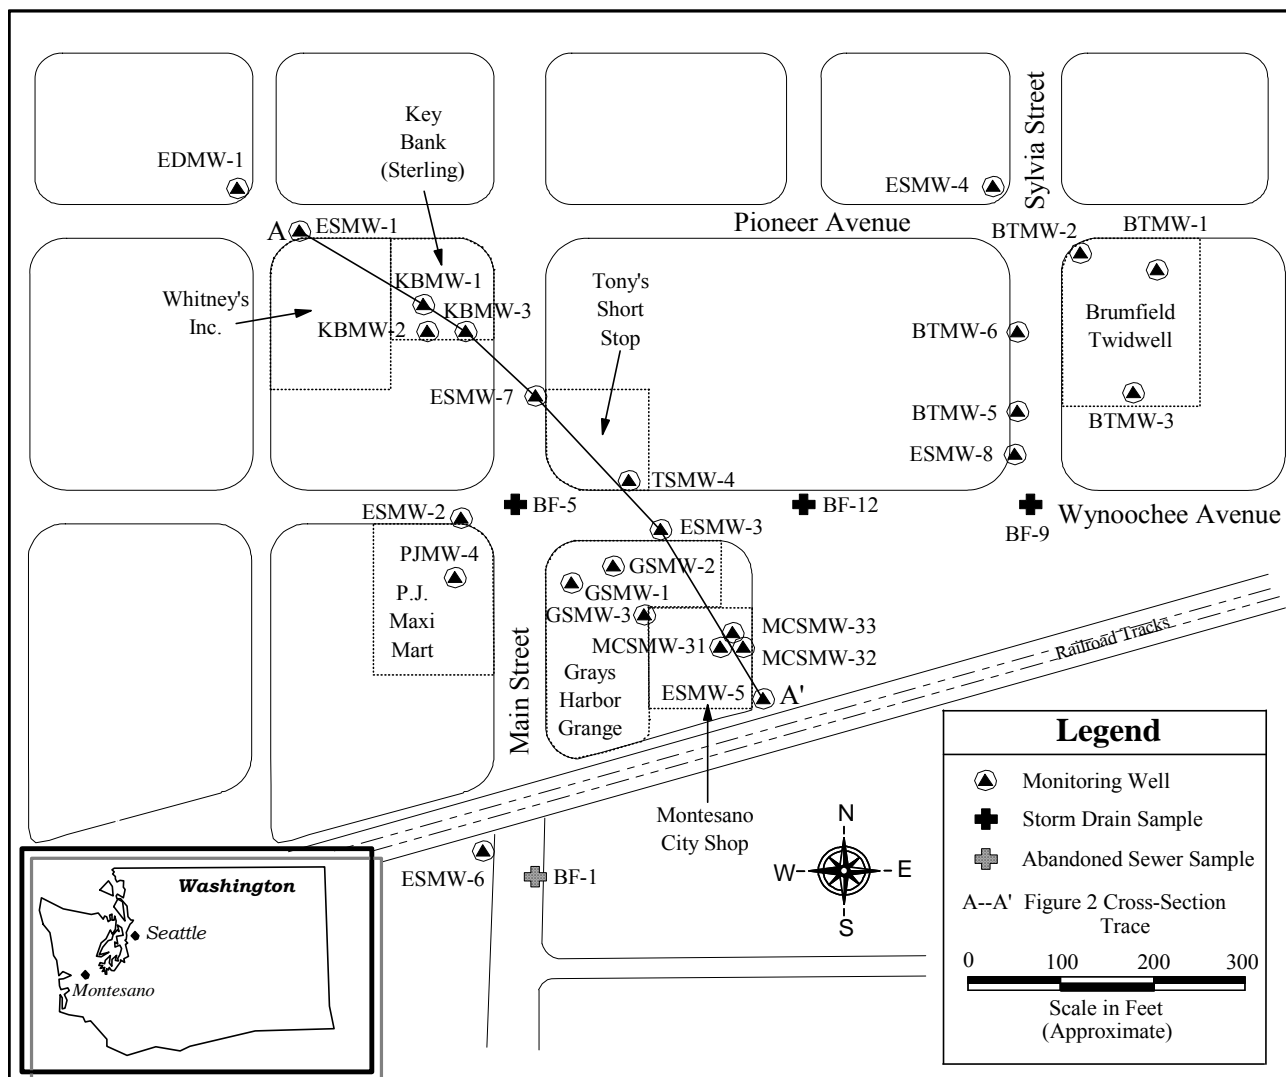 Key
Bank
(Sterling)
Sylvia Street
EDMW-1
ESMW-4
A
ESMW-1
Pioneer Avenue
BTMW-2
BTMW-1
KBMW-1
KBMW-3
KBMW-2
Whitney's
Inc.
Tony's
Short
Stop
BTMW-6
Brumfield
Twidwell
ESMW-7
BTMW-5
BTMW-3
ESMW-8
TSMW-4
ESMW-2
BF-5
ESMW-3
BF-12
BF-9
Wynoochee Avenue
PJMW-4
P.J.
Maxi
Mart
GSMW-2
GSMW-1
GSMW-3
MCSMW-33
MCSMW-31
MCSMW-32
Main Street
Grays
Harbor
Grange
ESMW-5
A'
Railroad Tracks
Montesano
City Shop
ESMW-6
BF-1
N
W
E
S
Washington
Seattle
Montesano
Legend
Monitoring Well
Storm Drain Sample
Abandoned Sewer Sample
A--A' Figure 2 Cross-Section
Trace
0 100 200 300
Scale in Feet
(Approximate)